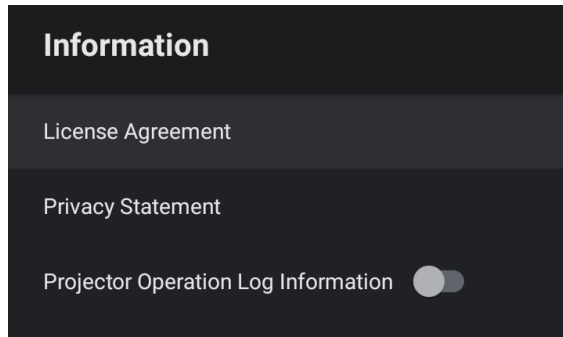 Information
License Agreement
Privacy Statement
Projector Operation Log Information